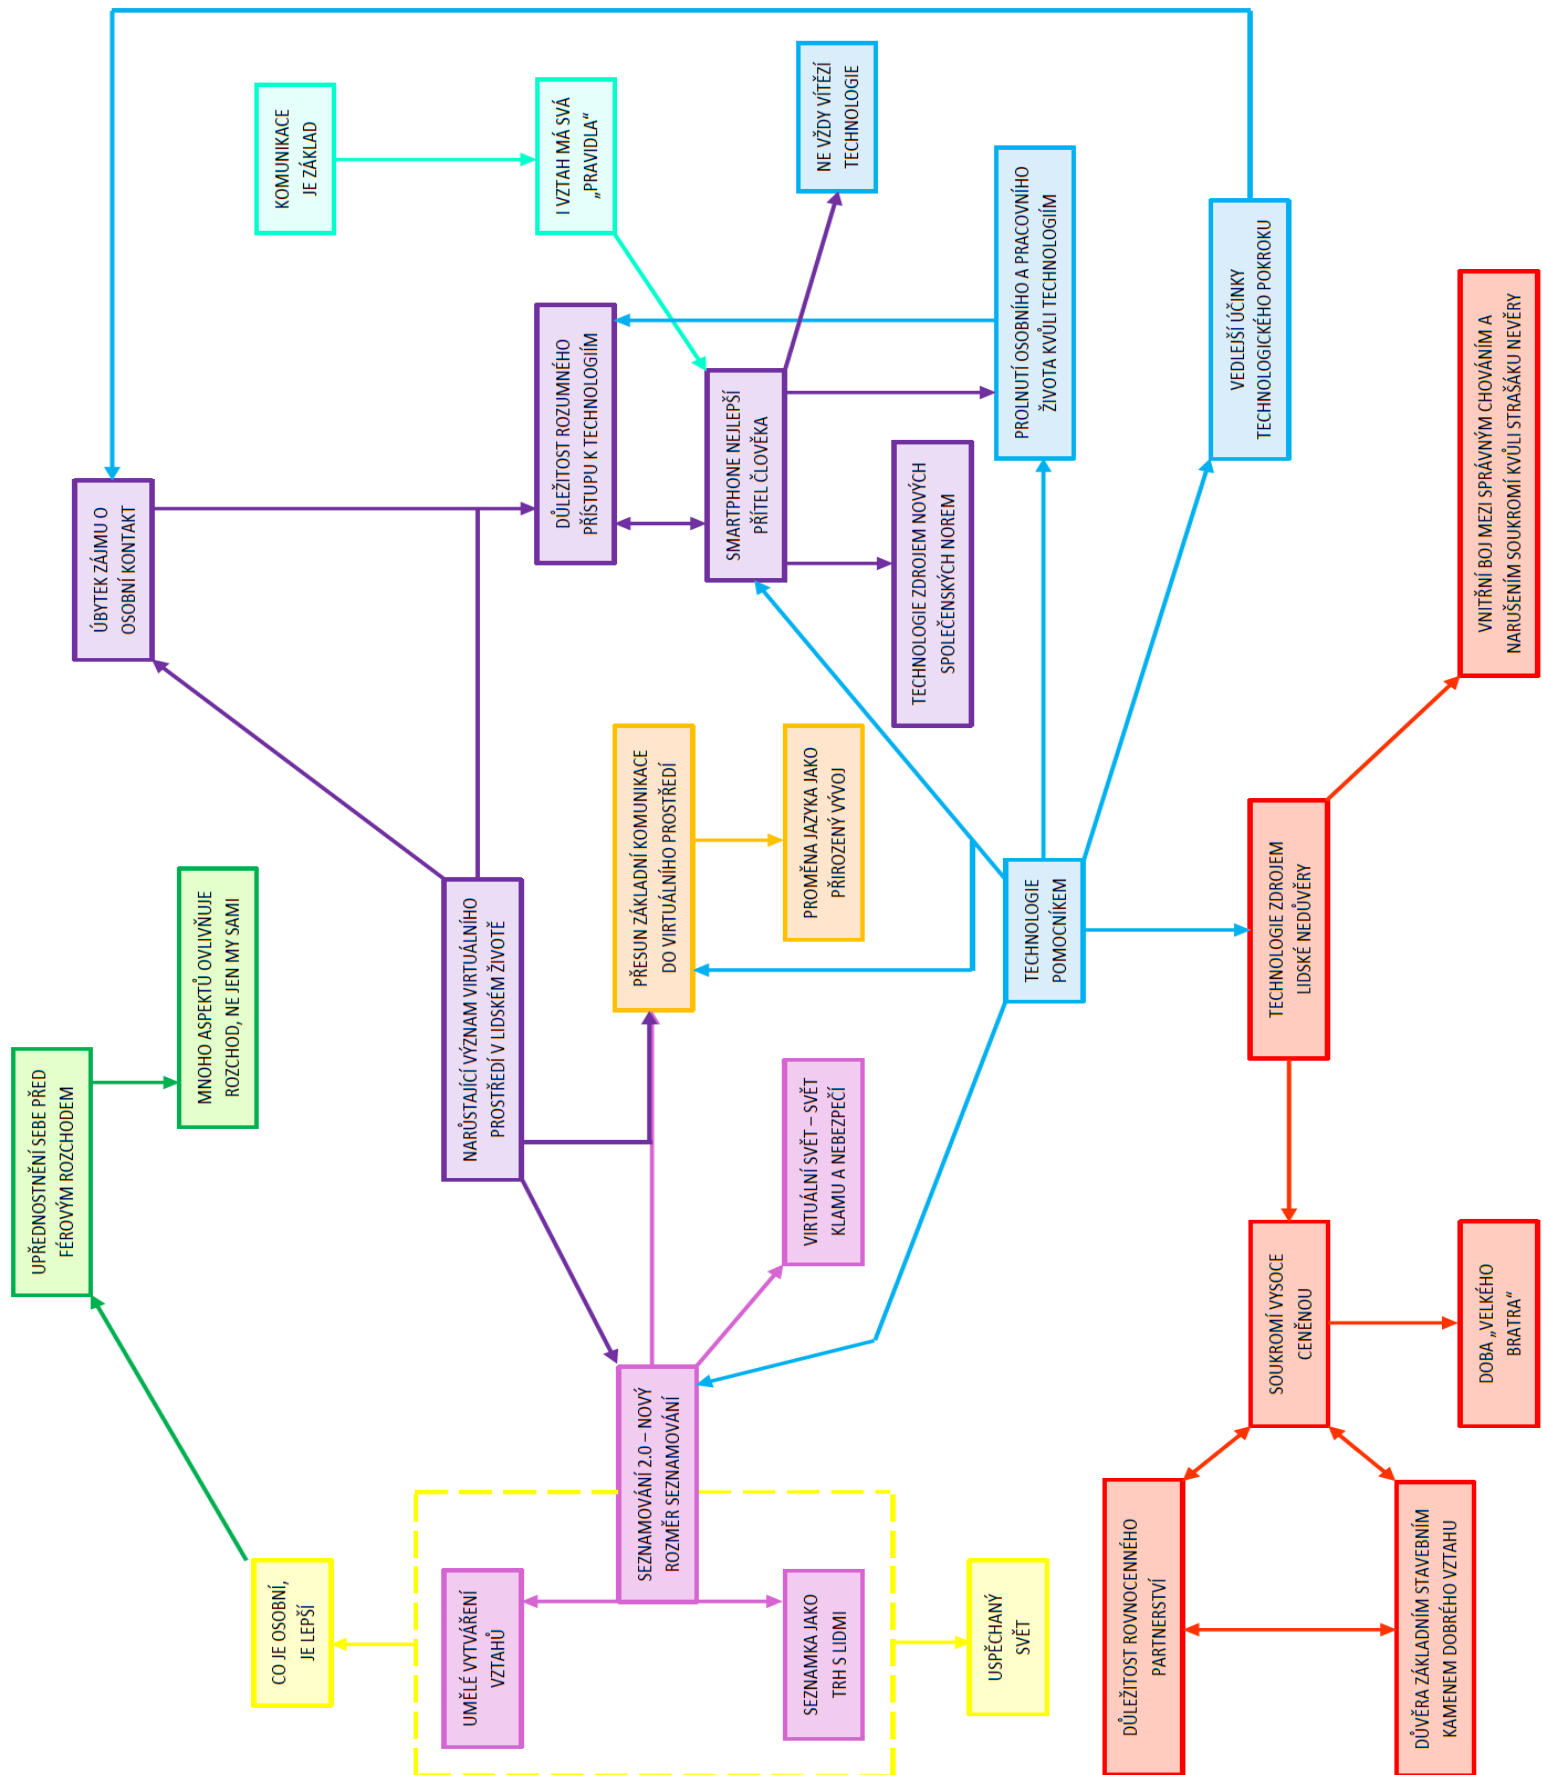 CO JE OSOBNÍ,
JE LEPŠÍ
UPŘEDNOSTNĚNÍ SEBE PŘED
FÉROVÝM ROZCHODEM
MNOHO ASPEKTŮ OVLIVŇUJE
ROZCHOD, NE JEN MY SAMI
ÚBYTEK ZÁJMU O
OSOBNÍ KONTAKT
KOMUNIKACE
JE ZÁKLAD
UMĚLÉ VYTVÁŘENÍ
VZTAHŮ
NARŮSTAJÍCÍ VÝZNAM VIRTUÁLNÍHO
PROSTŘEDÍ V LIDSKÉM ŽIVOTĚ
DŮLEŽITOST ROZUMNÉHO
PŘÍSTUPU K TECHNOLOGIÍM
I VZTAH MÁ SVÁ
„PRAVIDLA“
SEZNAMOVÁNÍ 2.0 – NOVÝ
ROZMĚR SEZNAMOVÁNÍ
PŘESUN ZÁKLADNÍ KOMUNIKACE
DO VIRTUÁLNÍHO PROSTŘEDÍ
SMARTPHONE NEJLEPŠÍ
PŘÍTEL ČLOVĚKA
SEZNAMKA JAKO
TRH S LIDMI
VIRTUÁLNÍ SVĚT – SVĚT
KLAMU A NEBEZPEČÍ
PROMĚNA JAZYKA JAKO
PŘIROZENÝ VÝVOJ
NE VŽDY VÍTĚZÍ
TECHNOLOGIE
TECHNOLOGIE ZDROJEM NOVÝCH
SPOLEČENSKÝCH NOREM
USPĚCHANÝ
SVĚT
TECHNOLOGIE
POMOCNÍKEM
PROLNUTÍ OSOBNÍHO A PRACOVNÍHO
ŽIVOTA KVŮLI TECHNOLOGIÍM
DŮLEŽITOST ROVNOCENNÉHO
PARTNERSTVÍ
VEDLEJŠÍ ÚČINKY
TECHNOLOGICKÉHO POKROKU
SOUKROMÍ VYSOCE
CENĚNOU
TECHNOLOGIE ZDROJEM
LIDSKÉ NEDŮVĚRY
DŮVĚRA ZÁKLADNÍM STAVEBNÍM
KAMENEM DOBRÉHO VZTAHU
DOBA „VELKÉHO
BRATRA“
VNITŘNÍ BOJ MEZI SPRÁVNÝM CHOVÁNÍM A
NARUŠENÍM SOUKROMÍ KVŮLI STRAŠÁKU NEVĚRY